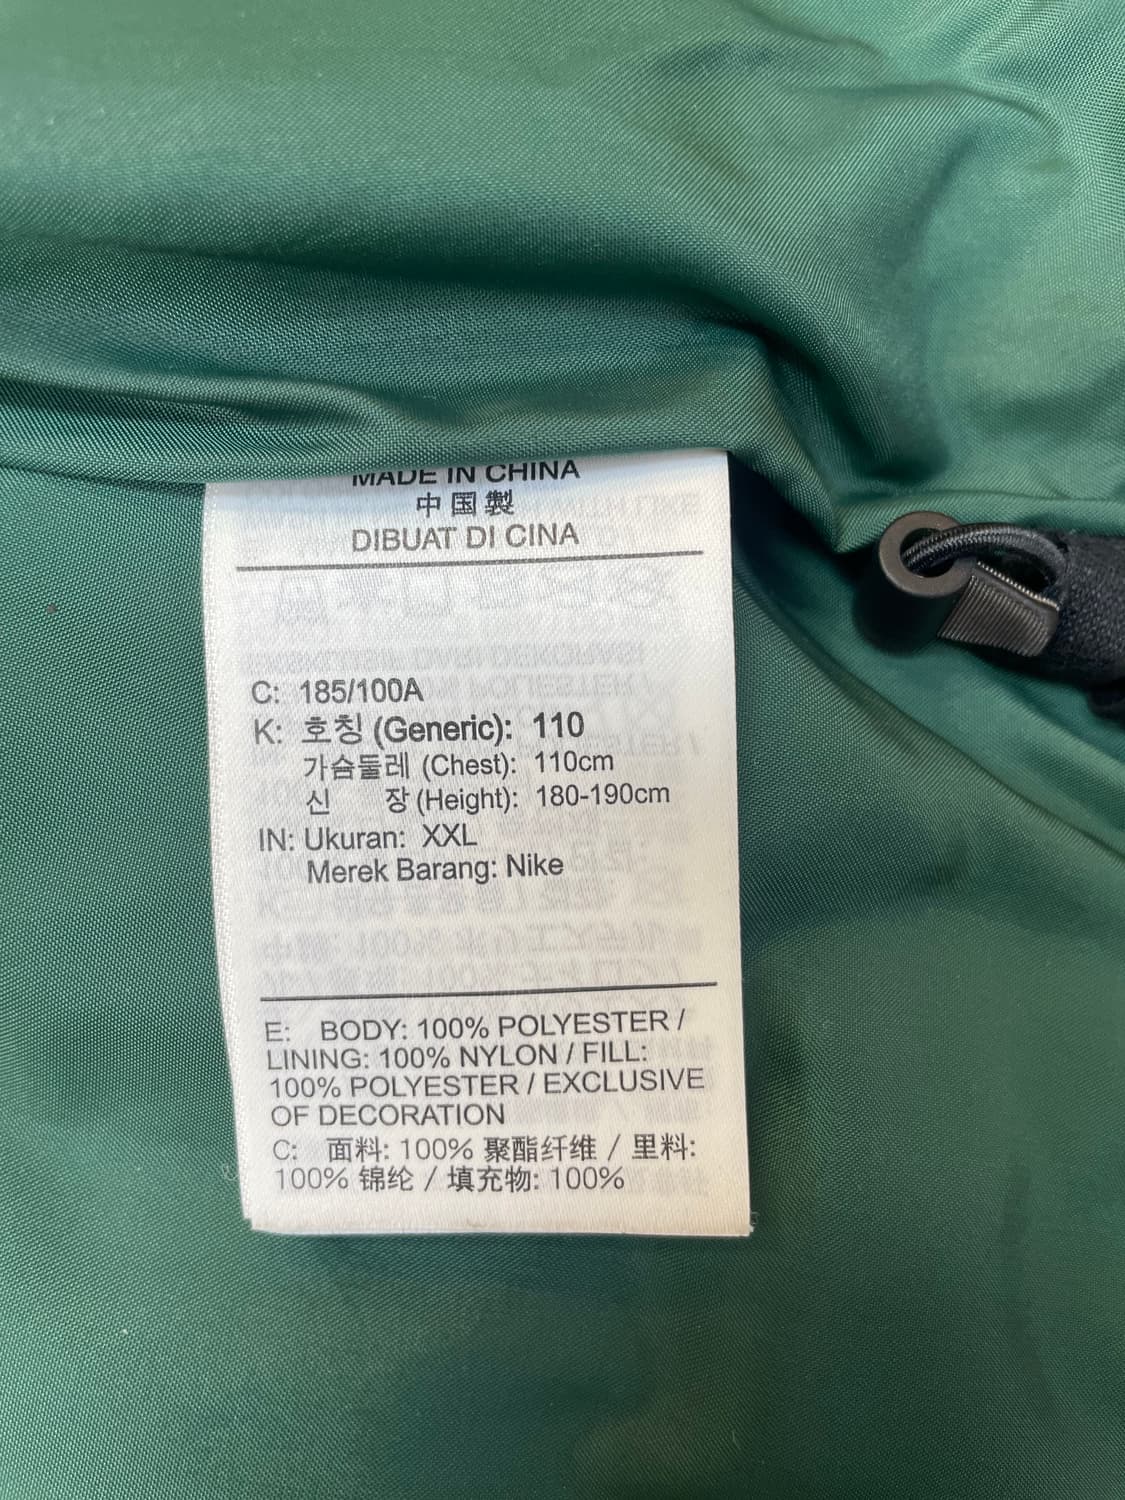 MADE IN CHINA
中国製
DIBUAT DI CINA
C: 185/100A
K: 호칭 (Generic): 110
가슴둘레 (Chest): 110cm
신 장 (Height): 180-190cm
IN: Ukuran: XXL
Merek Barang: Nike
E: BODY: 100% POLYESTER /
LINING: 100% NYLON / FILL:
100% POLYESTER / EXCLUSIVE
OF DECORATION
C: 面料: 100% 聚酯纤维 / 里料:
100% 锦纶 / 填充物: 100%